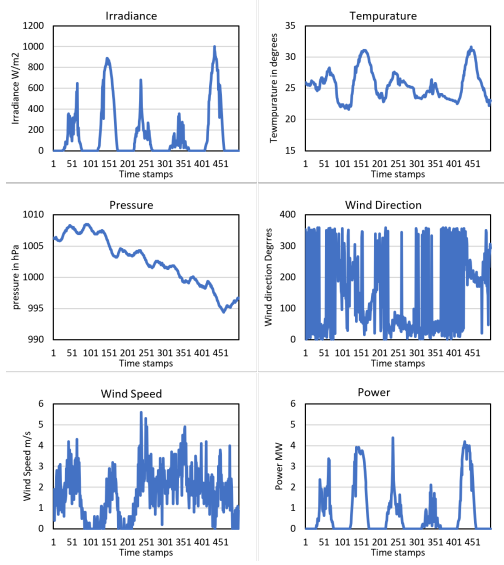 Irradiance
Irradiance W/m2
1200
1000
800
600
400
200
0
1 51 101 151 201 251 301 351 401 451
Time stamps
Tempurature
Tewmpurature in degrees
35
30
25
20
15
1 51 101 151 201 251 301 351 401 451
Time stamps
Pressure
pressure in hPa
1010
1005
1000
995
990
1 51 101 151 201 251 301 351 401 451
Time stamps
Wind Direction
Wind direction Degrres
400
300
200
100
0
1 51 101 151 201 251 301 351 401 451
Time stamps
Wind Speed
Wind Speed m/s
6
5
4
3
2
1
0
1 51 101 151 201 251 301 351 401 451
Time stamps
Power
Power MW
6
5
4
3
2
1
0
1 51 101 151 201 251 301 351 401 451
Time stamps